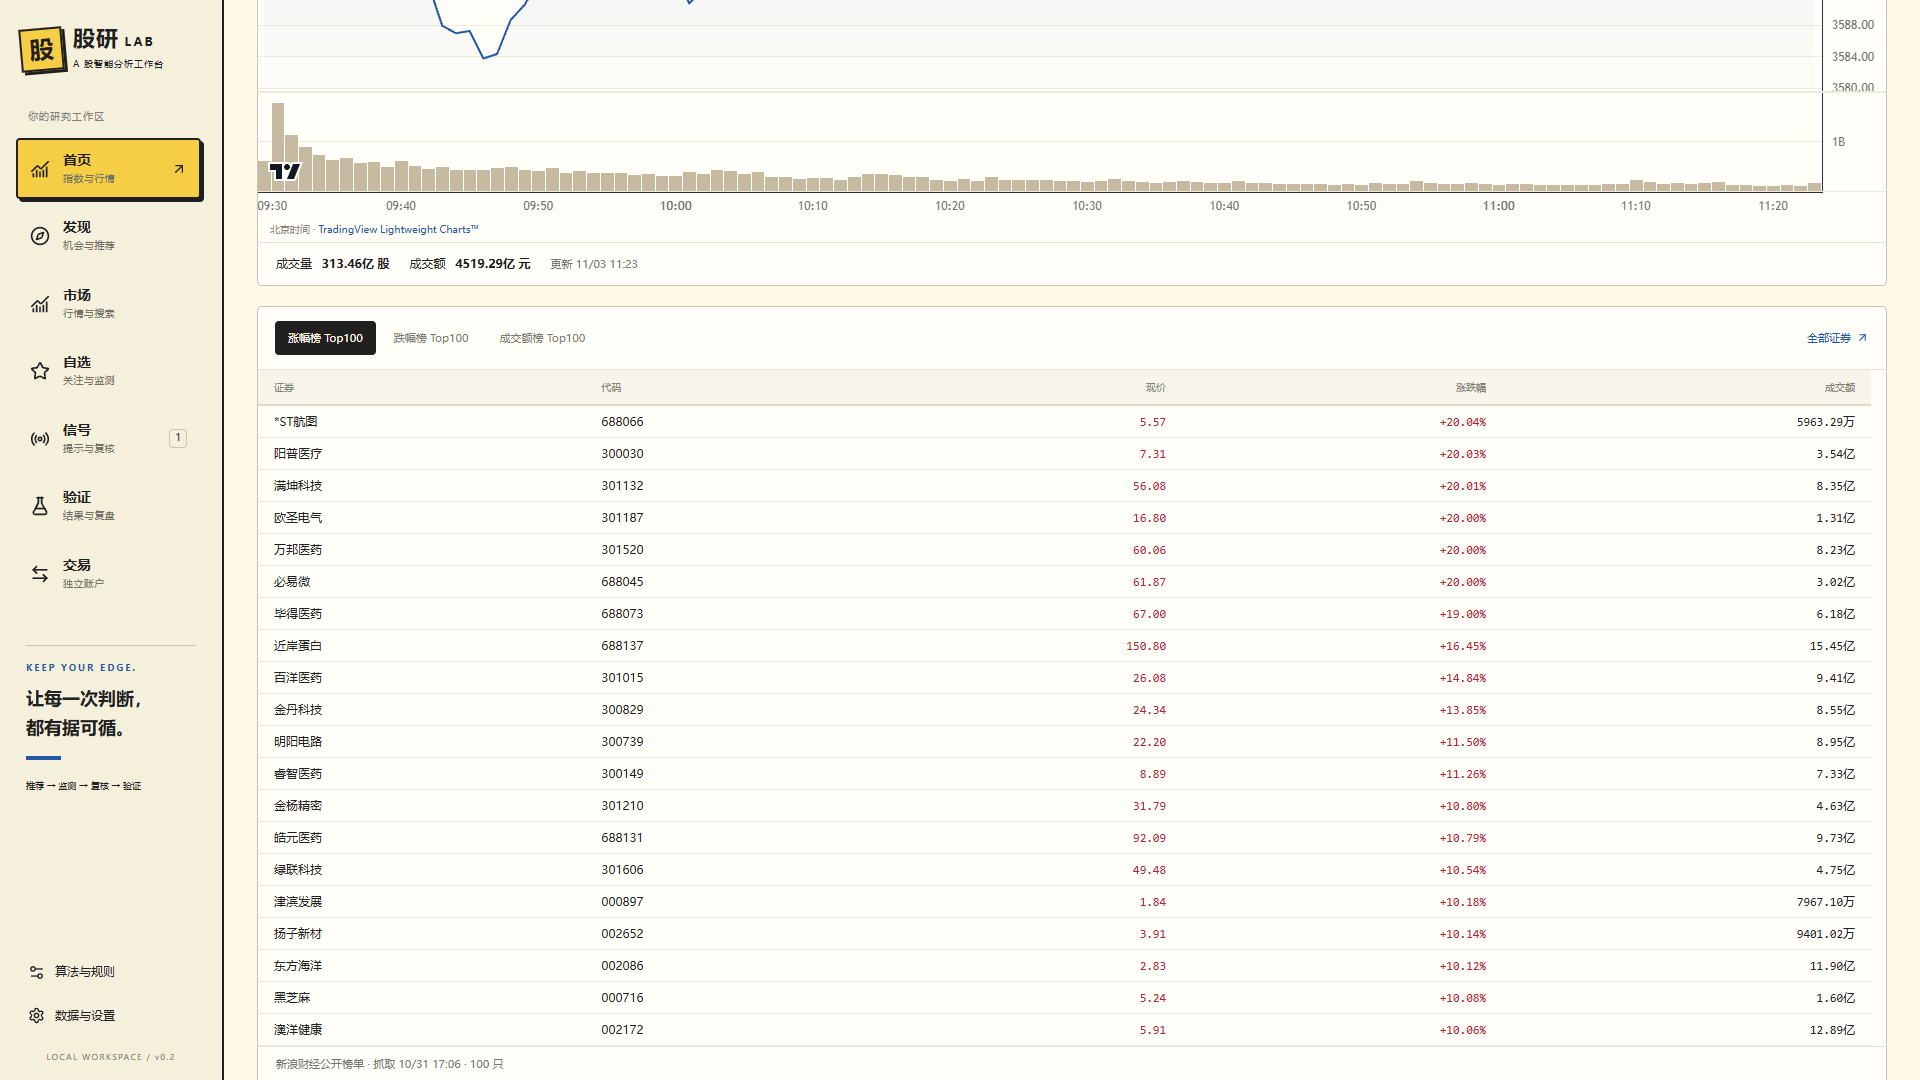 股
股研 LAB
A 股智能分析工作台
你的研究工作区
首页
指数与行情
发现
机会与推荐
市场
行情与搜索
自选
关注与监测
信号
提示与复核
1
验证
结果与复盘
交易
独立账户
KEEP YOUR EDGE.
让每一次判断,
都有据可循。
推荐 → 监测 → 复核 → 验证
算法与规则
数据与设置
LOCAL WORKSPACE / v0.2
3588.00
3584.00
3580.00
1B
09:30 09:40 09:50 10:00 10:10 10:20 10:30 10:40 10:50 11:00 11:10 11:20
北京时间 · TradingView Lightweight Charts™
成交量 313.46亿 股 成交额 4519.29亿 元 更新 11/03 11:23
涨幅榜 Top100 跌幅榜 Top100 成交额榜 Top100 全部证券
证券 代码 现价 涨跌幅 成交额
*ST航图 688066 5.57 +20.04% 5963.29万
阳普医疗 300030 7.31 +20.03% 3.54亿
满坤科技 301132 56.08 +20.01% 8.35亿
欧圣电气 301187 16.80 +20.00% 1.31亿
万邦医药 301520 60.06 +20.00% 8.23亿
必易微 688045 61.87 +20.00% 3.02亿
毕得医药 688073 67.00 +19.00% 6.18亿
近岸蛋白 688137 150.80 +16.45% 15.45亿
百洋医药 301015 26.08 +14.84% 9.41亿
金丹科技 300829 24.34 +13.85% 8.55亿
明阳电路 300739 22.20 +11.50% 8.95亿
睿智医药 300149 8.89 +11.26% 7.33亿
金杨精密 301210 31.79 +10.80% 4.63亿
皓元医药 688131 92.09 +10.79% 9.73亿
绿联科技 301606 49.48 +10.54% 4.75亿
津滨发展 000897 1.84 +10.18% 7967.10万
扬子新材 002652 3.91 +10.14% 9401.02万
东方海洋 002086 2.83 +10.12% 11.90亿
黑芝麻 000716 5.24 +10.08% 1.60亿
澳洋健康 002172 5.91 +10.06% 12.89亿
新浪财经公开榜单 · 抓取 10/31 17:06 · 100 只